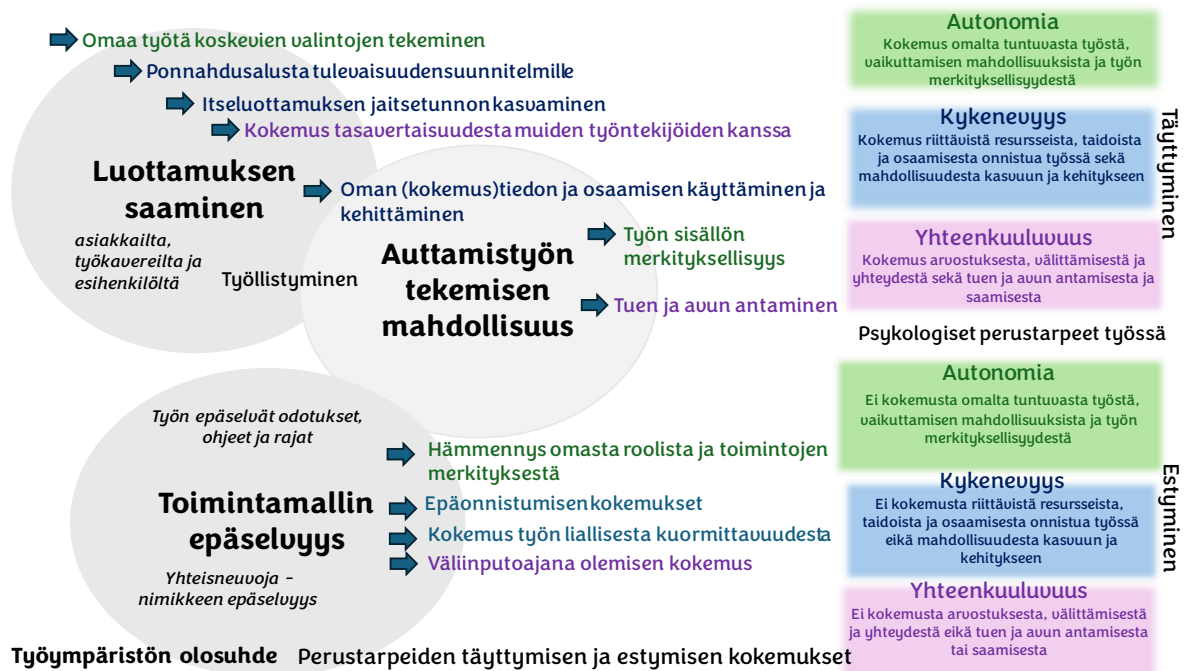 Omaa työtä koskevien valintojen tekeminen
Ponnahdusalusta tulevaisuudensuunnitelmille
Itseluottamuksen jaitsetunnonkasvaminen
Kokemus tasavertaisuudestamuiden työntekijöiden kanssa
Luottamuksen
saaminen
asiakkailta,
työkavereilta ja
esihenkilöltä
Työllistyminen
Oman (kokemus)tiedon ja osaamisen käyttäminen ja
kehittäminen
Auttamistyön
tekemisen
mahdollisuus
Työn sisällön
merkityksellisyys
Tuen ja avun antaminen
Työn epäselvät odotukset,
ohjeet ja rajat
Toimintamallin
epäselvyys
Yhteisneuvoja -
nimikkeen epäselvyys
Hämmennys omasta roolista ja toimintojen
merkityksestä
Epäonnistumisenkokemukset
Kokemus työn liallisesta kuormittavuudesta
Väliinputoajana olemisen kokemus
Työympäristön olosuhde
Perustarpeiden täyttymisen ja estymisen kokemukset
Autonomia
Kokemus omalta tuntuvasta työstä,
vaikuttamisen mahdollisuuksista ja työn
merkityksellisyydestä
Kykenevyys
Kokemus riittävistä resursseista, taidoista
ja osaamisesta onnistua työssä sekä
mahdollisuudesta kasvuun ja kehitykseen
Yhteenkuuluvuus
Kokemus arvostuksesta, välittämisestä ja
yhteydestä sekä tuen ja avun antamisesta ja
saamisesta
Täyttyminen
Psykologiset perustarpeet työssä
Autonomia
Ei kokemusta omalta tuntuvasta työstä,
vaikuttamisen mahdollisuuksista ja työn
merkityksellisyydestä
Kykenevyys
Ei kokemusta riittävistä resursseista,
taidoista ja osaamisesta onnistua työssä
eikä mahdollisuudesta kasvuun ja
kehitykseen
Yhteenkuuluvuus
Ei kokemusta arvostuksesta, välittämisestä
ja yhteydestä eikä tuen ja avun antamisesta
tai saamisesta
Estyminen